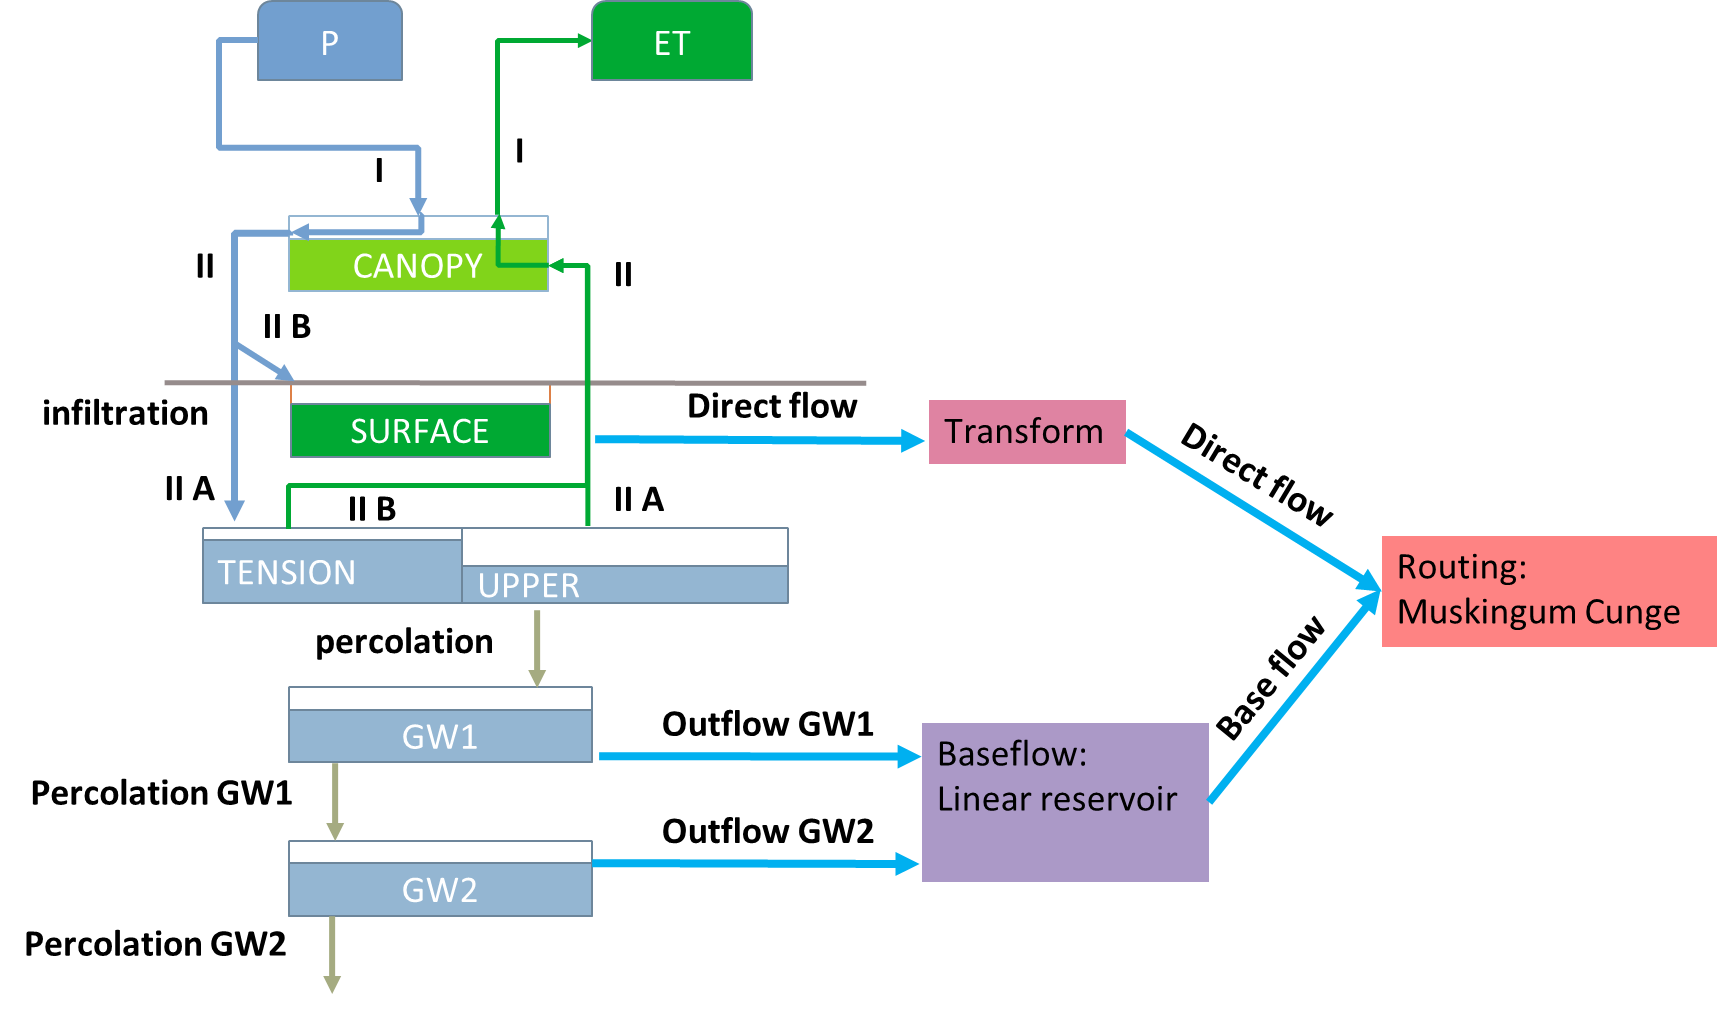 P
ET
I
I
II
CANOPY
II
II B
infiltration
SURFACE
Direct flow
Transform
Direct flow
II A
II B
II A
TENSION
UPPER
Routing:
Muskingum Cunge
percolation
Base flow
GW1
Outflow GW1
Baseflow:
Linear reservoir
Percolation GW1
Outflow GW2
GW2
Percolation GW2